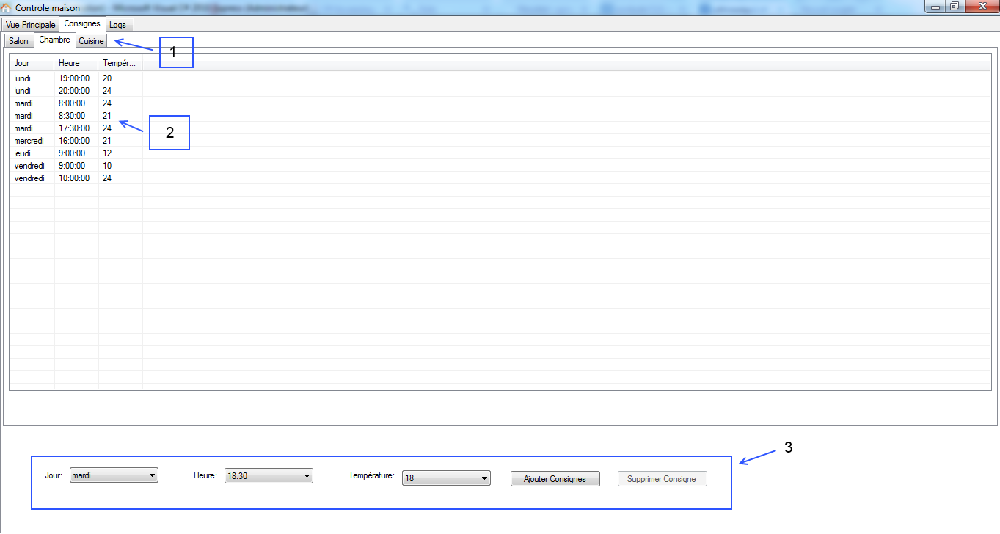 Controle maison
Vue Principale Consignes Logs
Salon Chambre Cuisine
1
Jour Heure Tempér...
lundi 19:00:00 20
lundi 20:00:00 24
mardi 8:00:00 24
mardi 8:30:00 21
mardi 17:30:00 24
2
mercredi 16:00:00 21
jeudi 9:00:00 12
vendredi 9:00:00 10
vendredi 10:00:00 24
3
Jour: mardi Heure: 18:30 Température: 18 Ajouter Consignes Supprimer Consigne